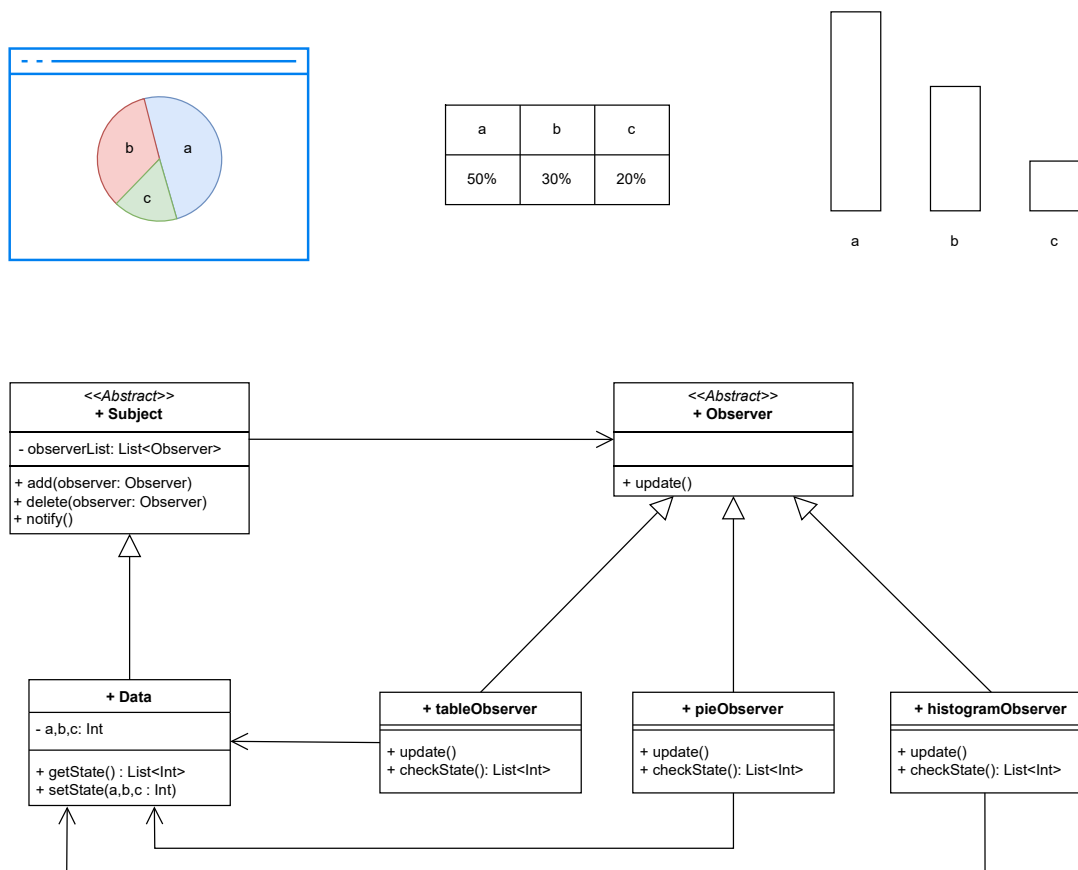 b
a
c
a b c
50% 30% 20%
a b c
<<Abstract>>
+ Subject
- observerList: List<Observer>
+ add(observer: Observer)
+ delete(observer: Observer)
+ notify()
<<Abstract>>
+ Observer
+ update()
+ Data
- a,b,c: Int
+ getState() : List<Int>
+ setState(a,b,c : Int)
+ tableObserver
+ update()
+ checkState(): List<Int>
+ pieObserver
+ update()
+ checkState(): List<Int>
+ histogramObserver
+ update()
+ checkState(): List<Int>